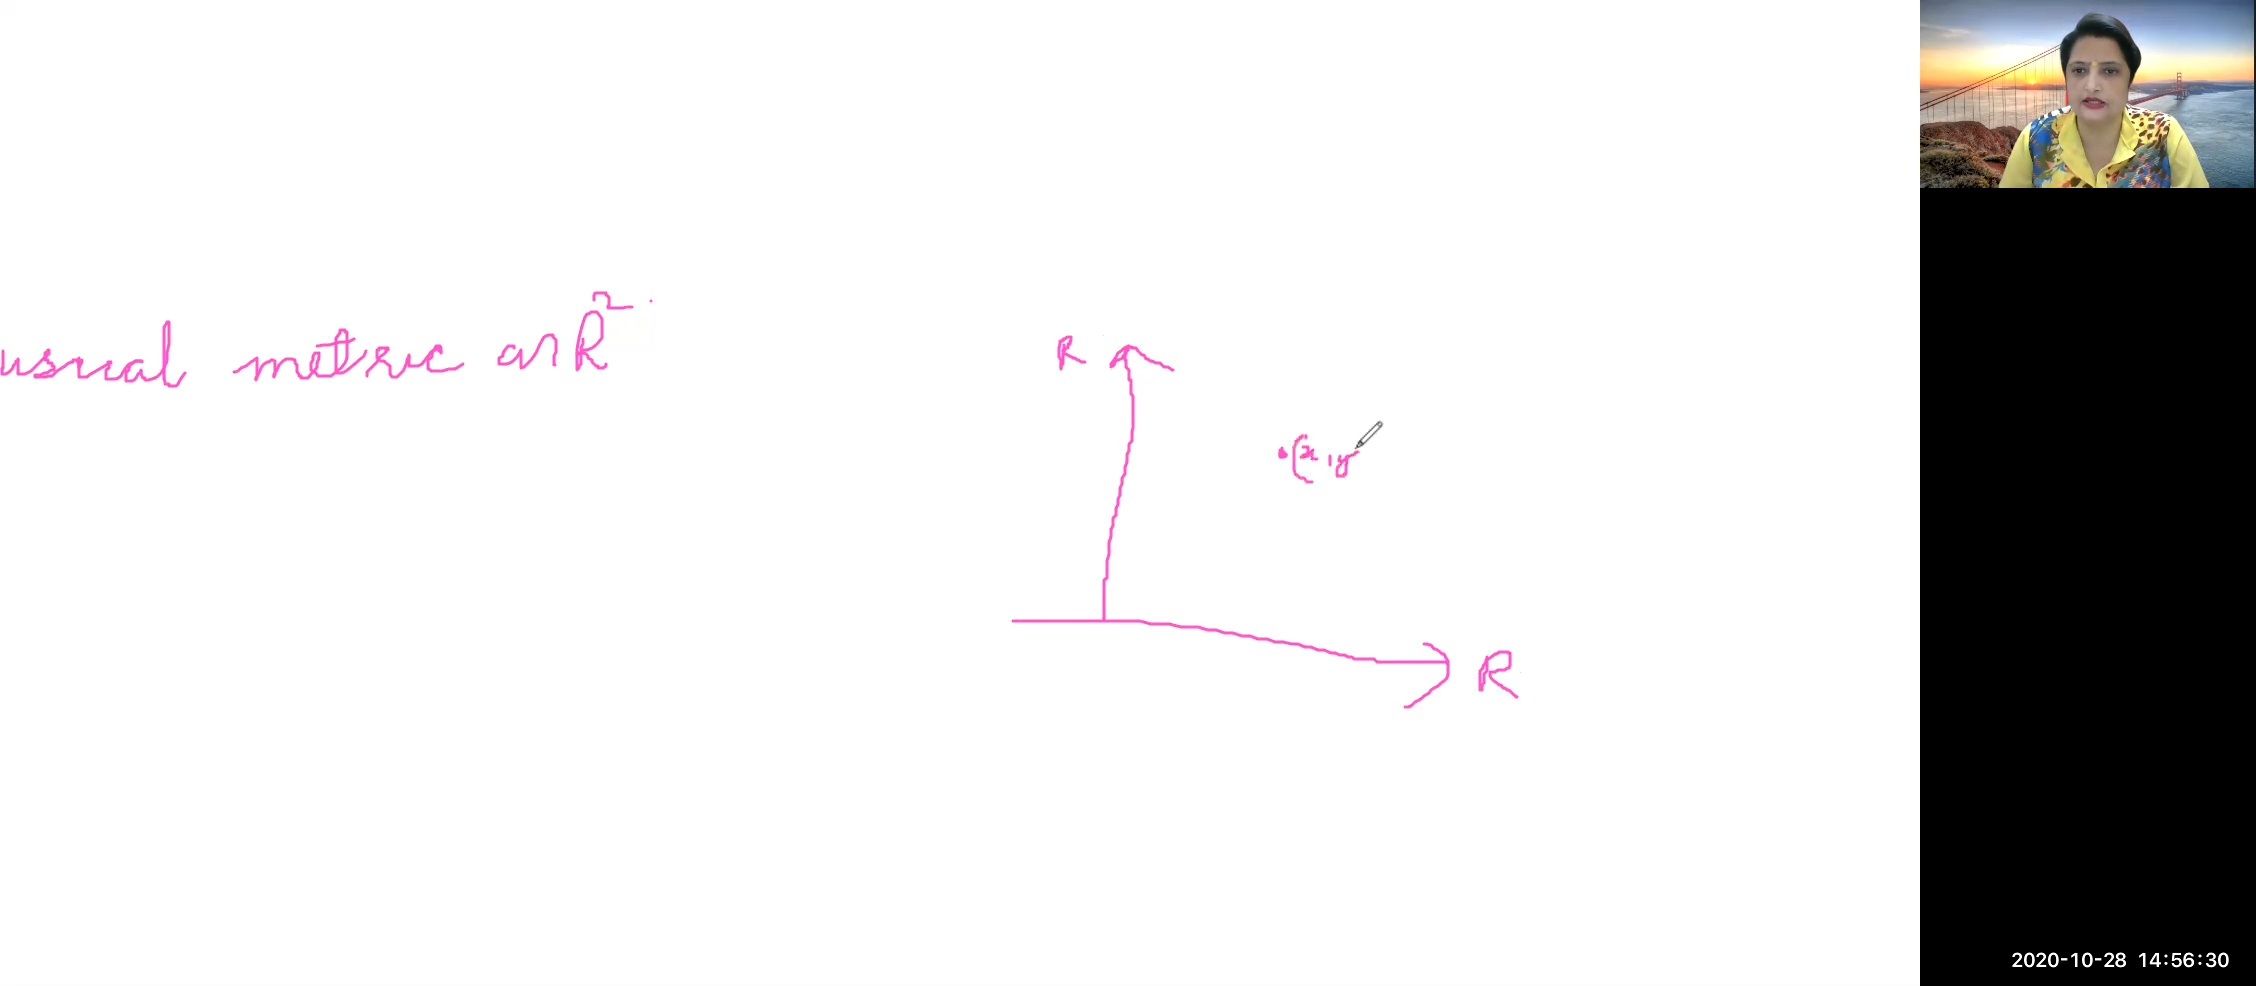 usual metric on R²
R
(x, y
R
2020-10-28 14:56:30